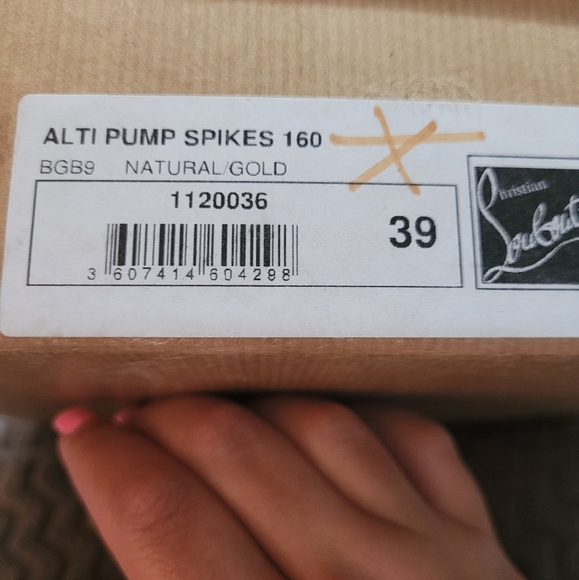 ALTI PUMP SPIKES 160
BGB9 NATURAL/GOLD
1120036
39
3 607414 604298
Christian
Louboutin